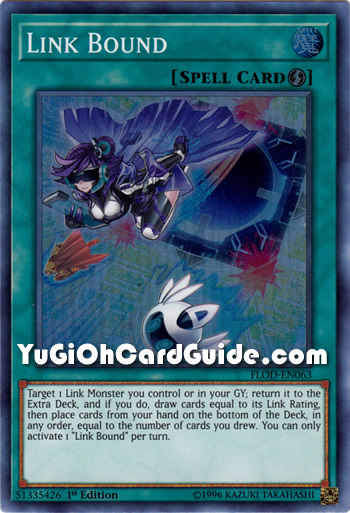 LINK BOUND
魔
[SPELL CARD]
YuGiOhCardGuide.com
FLOD-EN063
Target 1 Link Monster you control or in your GY; return it to
the Extra Deck, and if you do, draw cards equal to its Link Rating,
then place cards from your hand on the bottom of the Deck, in
any order, equal to the number of cards you drew. You can only
activate 1 "Link Bound" per turn.
51335426 1st Edition ©1996 KAZUKI TAKAHASHI